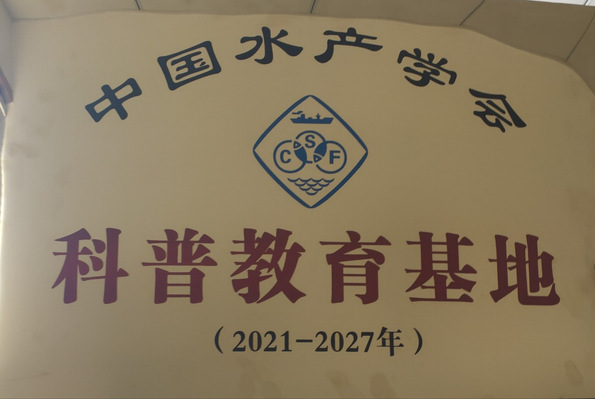 中国水产学会
CSF
科普教育基地
（2021-2027年）